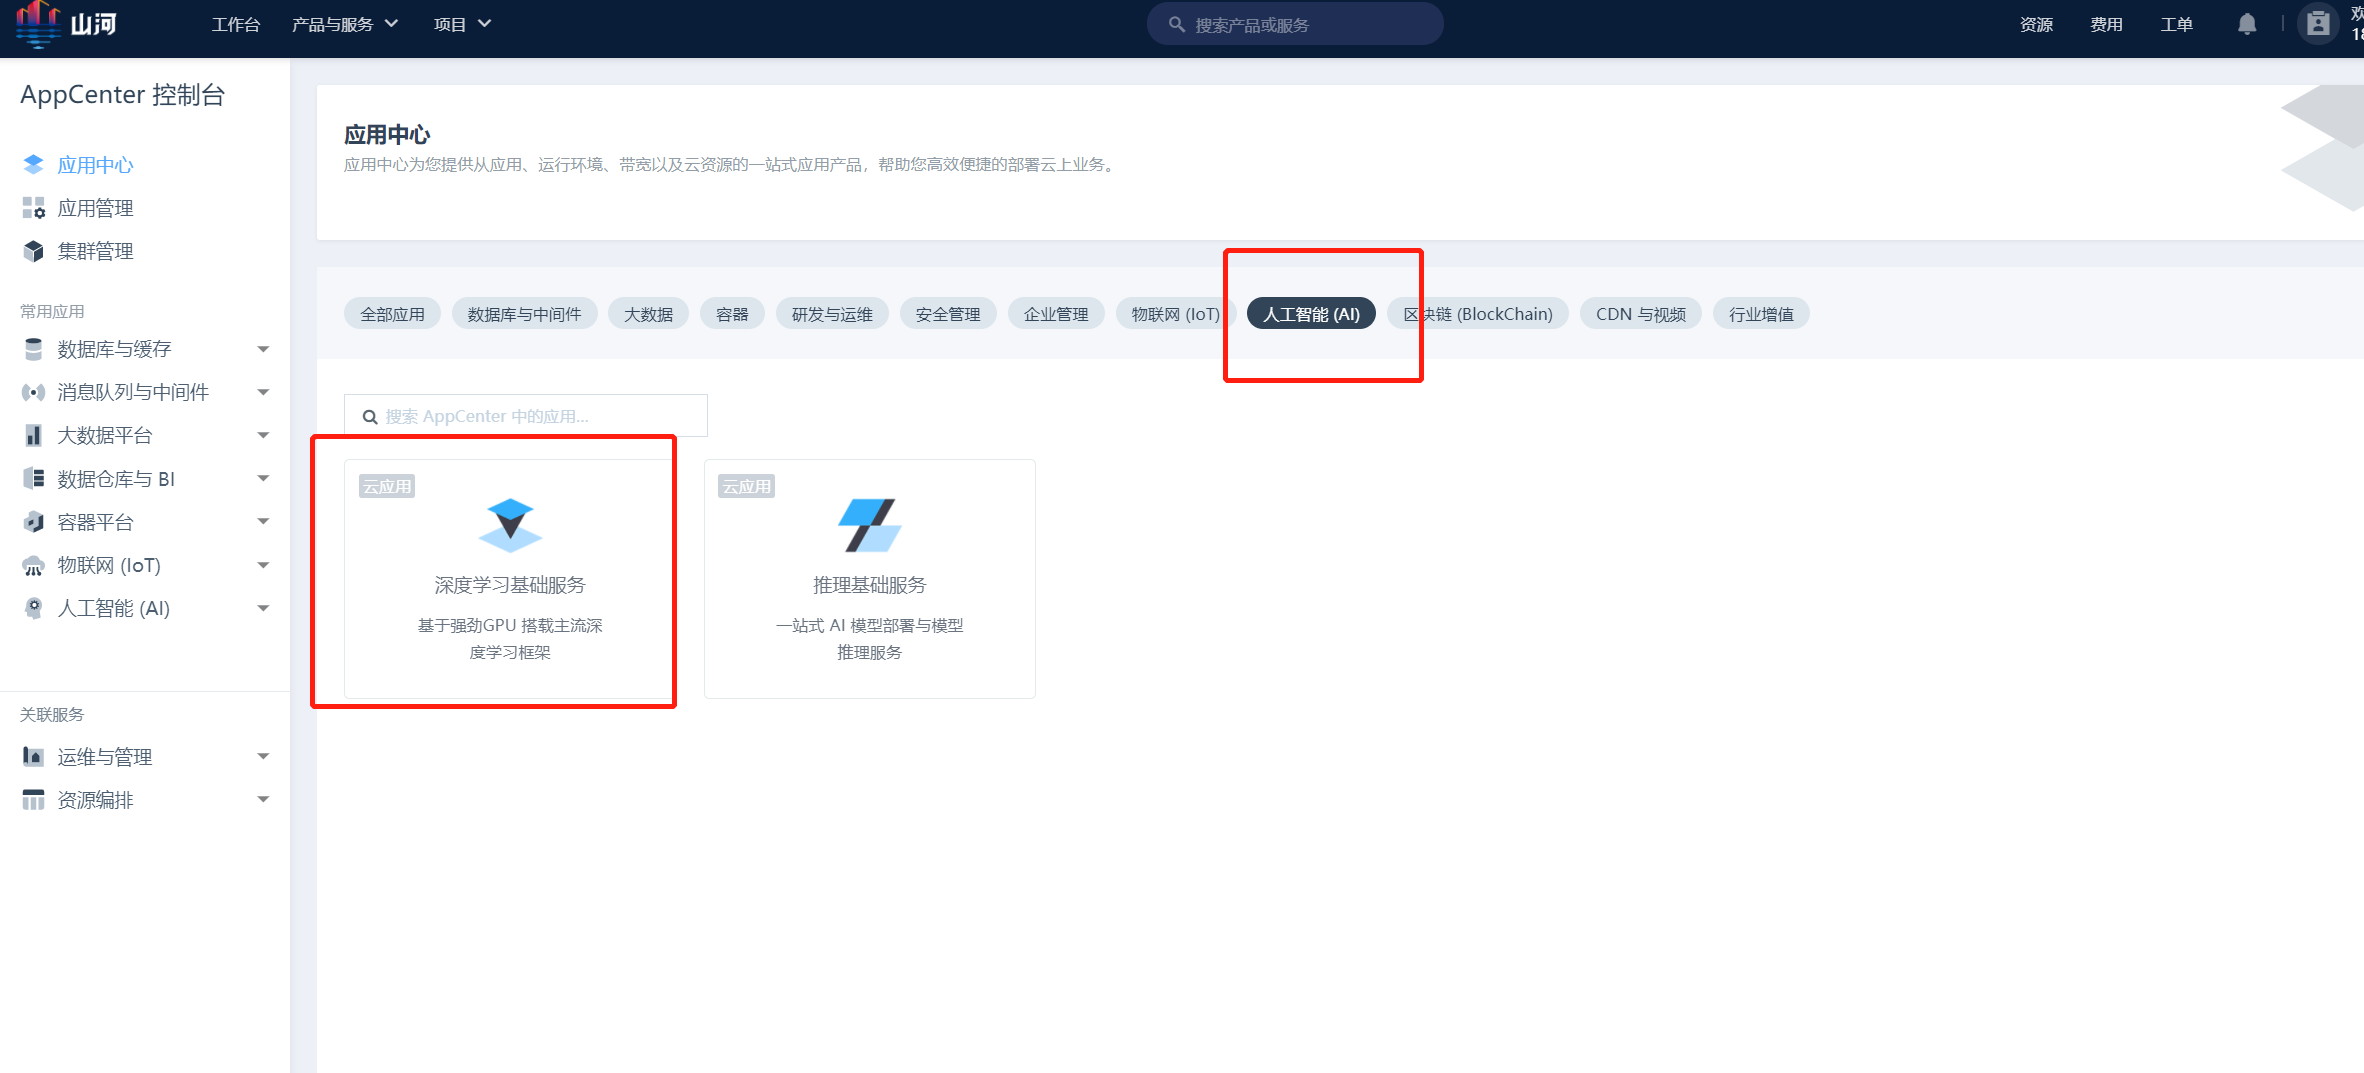 山河
工作台
产品与服务
项目
搜索产品或服务
资源
费用
工单
AppCenter 控制台
应用中心
应用管理
集群管理
常用应用
数据库与缓存
消息队列与中间件
大数据平台
数据仓库与 BI
容器平台
物联网 (IoT)
人工智能 (AI)
关联服务
运维与管理
资源编排
应用中心
应用中心为您提供从应用、运行环境、带宽以及云资源的一站式应用产品，帮助您高效便捷的部署云上业务。
全部应用
数据库与中间件
大数据
容器
研发与运维
安全管理
企业管理
物联网 (IoT)
人工智能 (AI)
区块链 (BlockChain)
CDN 与视频
行业增值
搜索 AppCenter 中的应用...
云应用
深度学习基础服务
基于强劲GPU 搭载主流深
度学习框架
云应用
推理基础服务
一站式 AI 模型部署与模型
推理服务